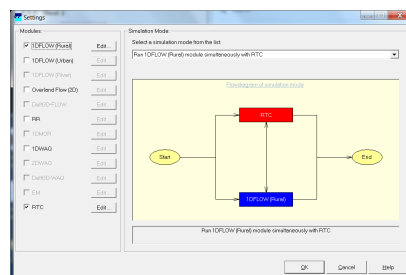 Settings
Modules:
1DFLOW (Rural)
Edit...
1DFLOW (Urban)
Edit...
1DFLOW (River)
Edit...
Delft3D-FLOW
Edit...
Overland Flow (2D)
Edit...
RR
Edit...
1DMOR
Edit...
1DWAQ
Edit...
2DWAQ
Edit...
Delft3D-WAQ
Edit...
EM
Edit...
RTC
Edit...
Simulation Mode:
Select a simulation mode from the list:
Run 1DFLOW (Rural) module simultaneously with RTC
Flowdiagram of simulation mode
RTC
Start
End
1DFLOW (Rural)
Run 1DFLOW (Rural) module simultaneously with RTC
OK
Cancel
Help